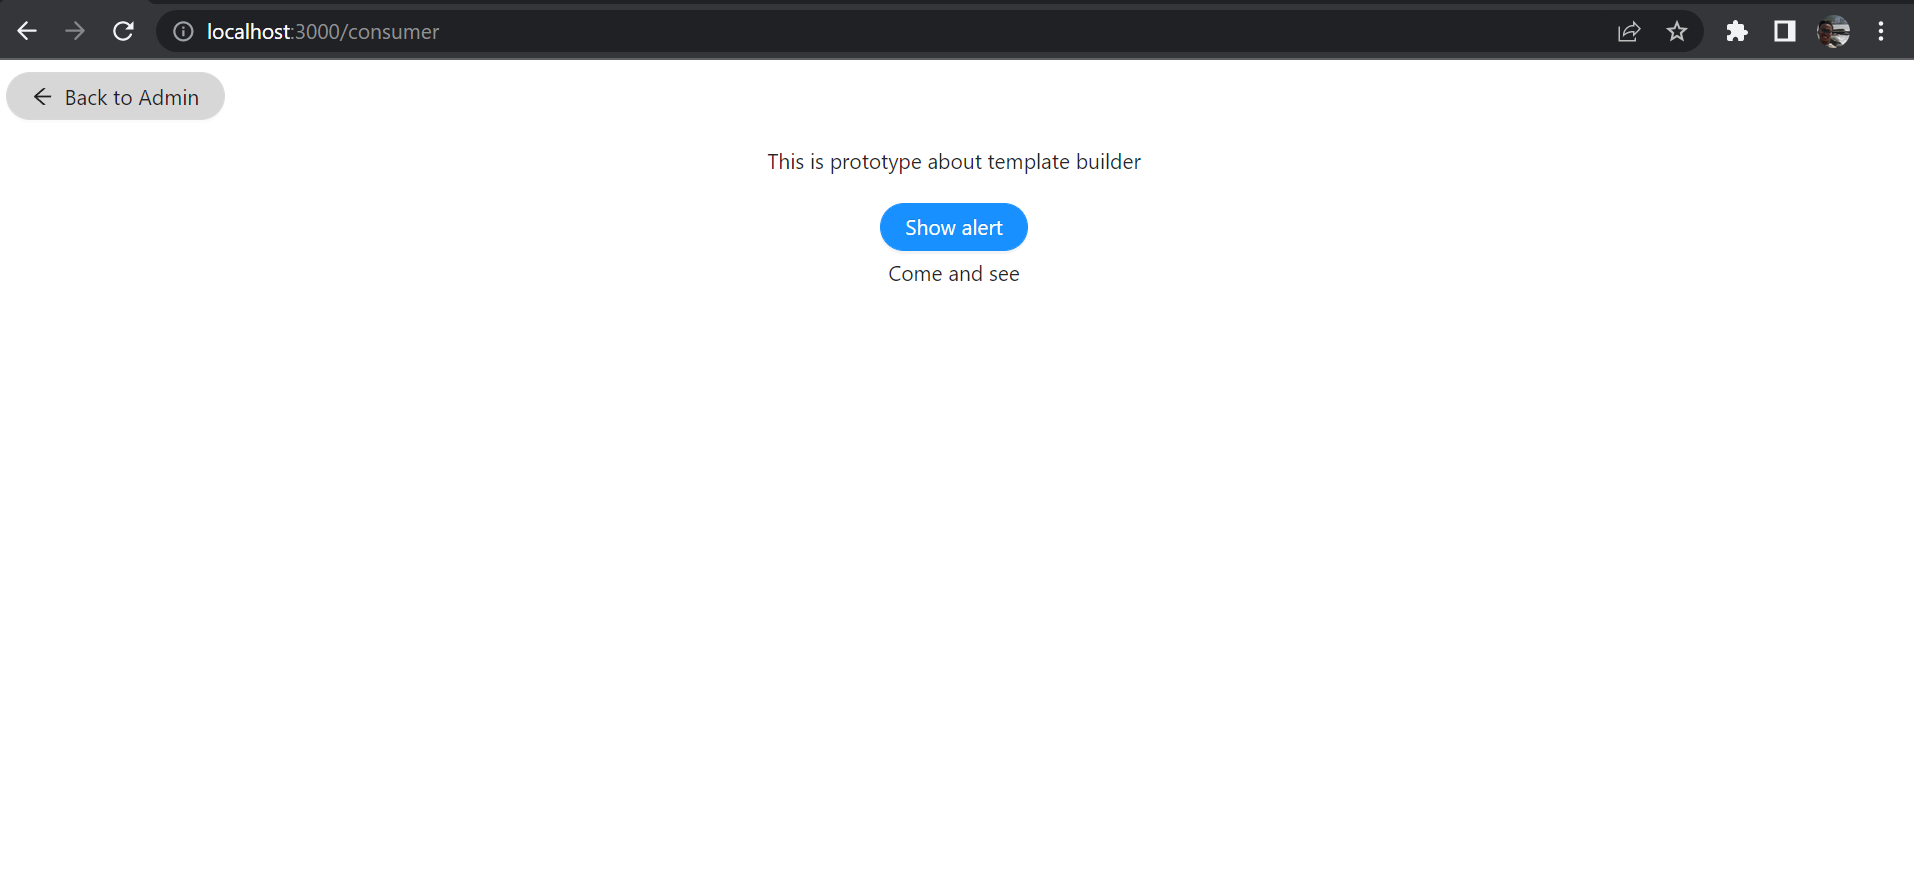 localhost:3000/consumer
Back to Admin
This is prototype about template builder
Show alert
Come and see